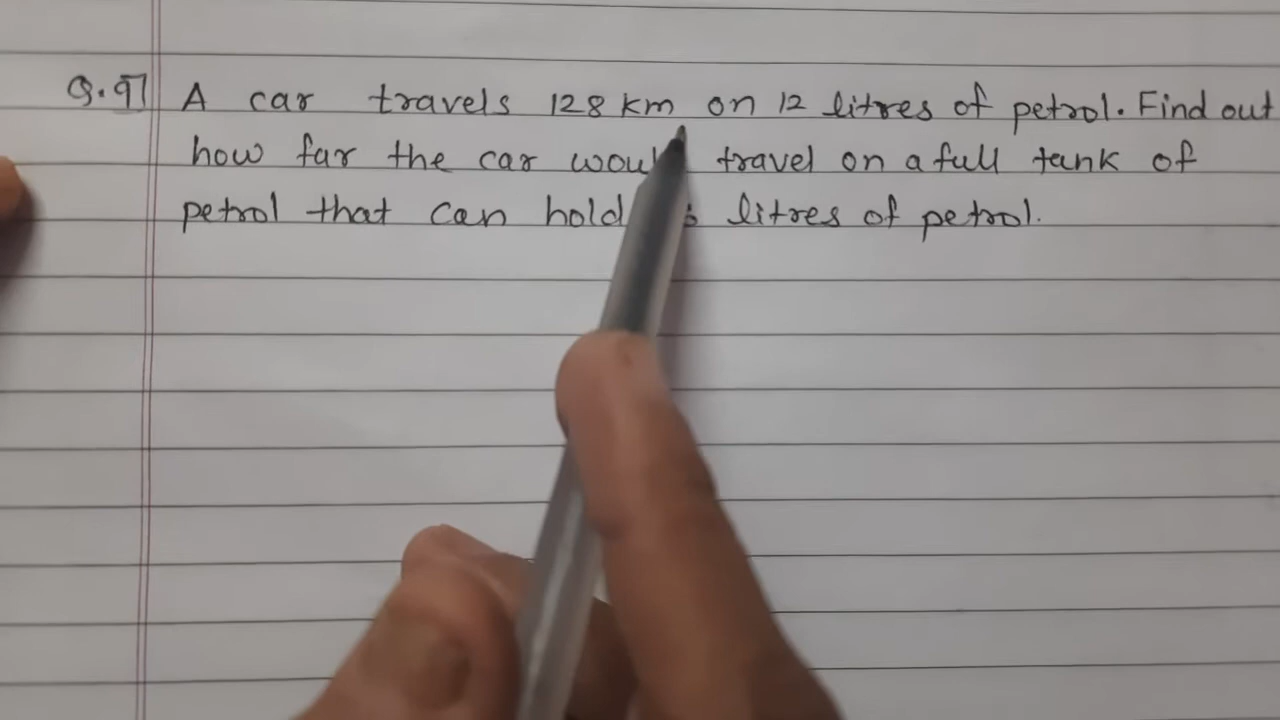 Q.9] A car travels 128 km on 12 litres of petrol. Find out
how far the car travel on a full tank of
petrol that can hold litres of petrol.